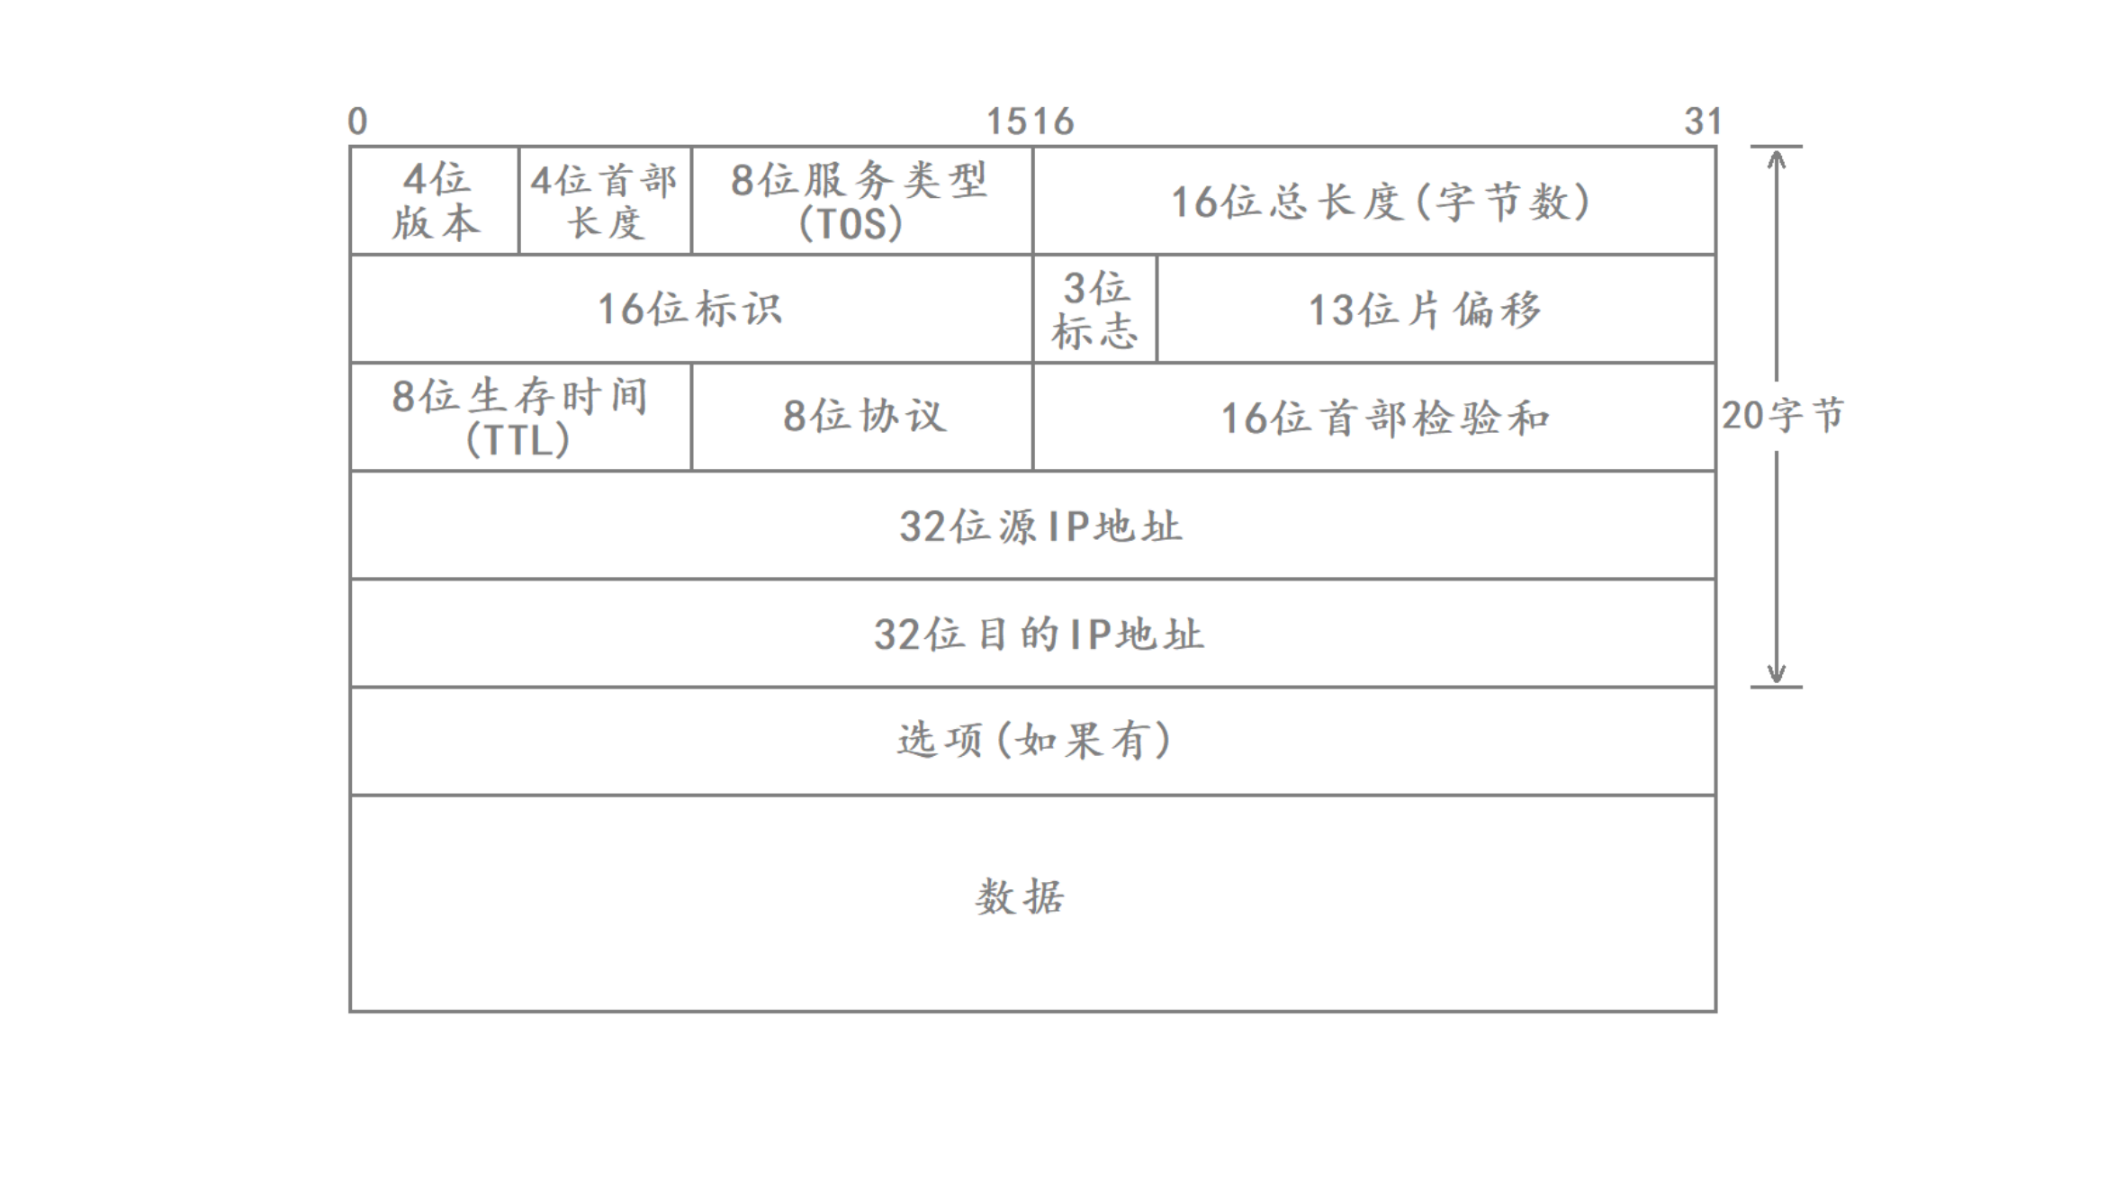 0
1516
31
4位
版本
4位首部
长度
8位服务类型
(TOS)
16位总长度(字节数)
16位标识
3位
标志
13位片偏移
8位生存时间
(TTL)
8位协议
16位首部检验和
20字节
32位源IP地址
32位目的IP地址
选项(如果有)
数据